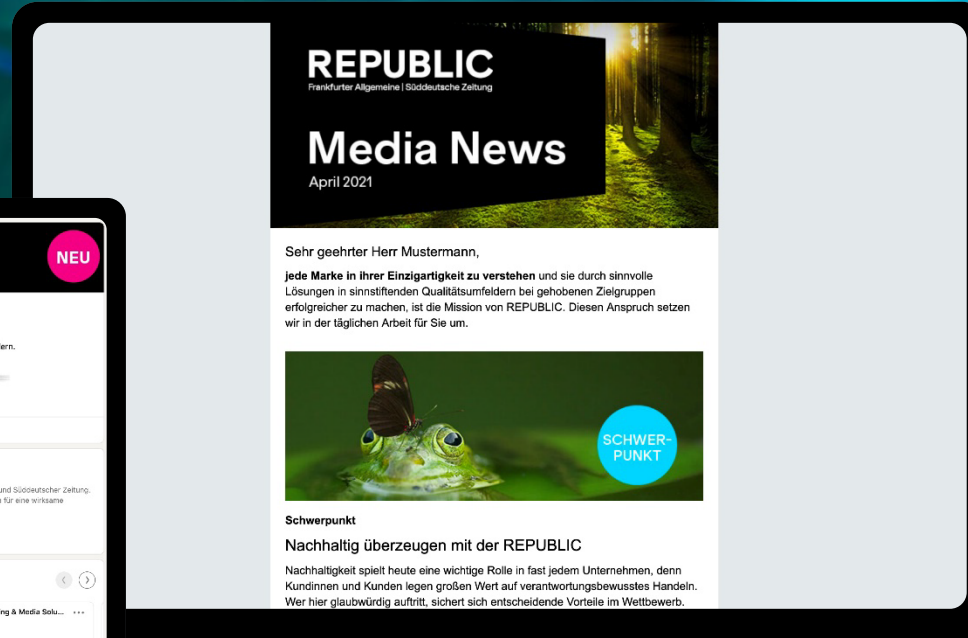 REPUBLIC
Frankfurter Allgemeine | Süddeutsche Zeitung
Media News
April 2021
Sehr geehrter Herr Mustermann,
jede Marke in ihrer Einzigartigkeit zu verstehen und sie durch sinnvolle
Lösungen in sinnstiftenden Qualitätsumfeldern bei gehobenen Zielgruppen
erfolgreicher zu machen, ist die Mission von REPUBLIC. Diesen Anspruch setzen
wir in der täglichen Arbeit für Sie um.
SCHWER-
PUNKT
Schwerpunkt
Nachhaltig überzeugen mit der REPUBLIC
Nachhaltigkeit spielt heute eine wichtige Rolle in fast jedem Unternehmen, denn
Kundinnen und Kunden legen großen Wert auf verantwortungsbewusstes Handeln.
Wer hier glaubwürdig auftritt, sichert sich entscheidende Vorteile im Wettbewerb.
NEU
und Süddeutscher Zeitung.
für eine wirksame
& Media Solu...